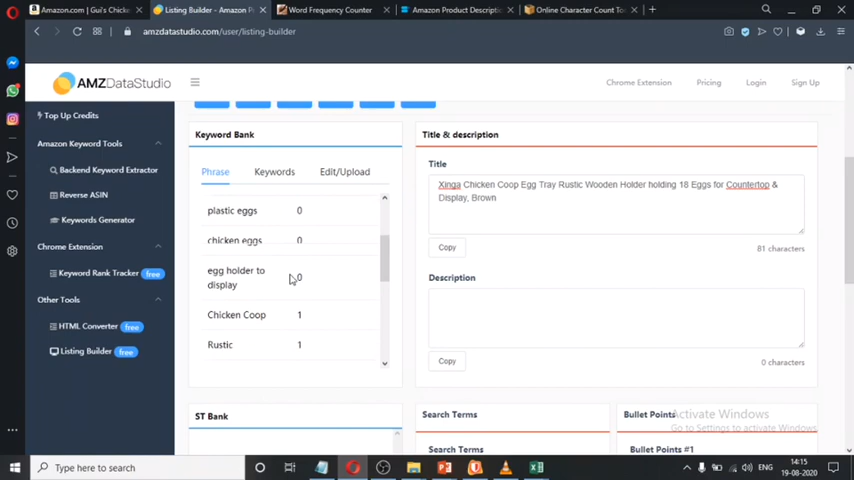 Amazon.com | Gui's Chicke
Listing Builder - Amazon P
Word Frequency Counter
Amazon Product Descripti
Online Character Count To
amzdatastudio.com/user/listing-builder
AMZDataStudio
Chrome Extension
Pricing
Login
Sign Up
Top Up Credits
Amazon Keyword Tools
Backend Keyword Extractor
Reverse ASIN
Keywords Generator
Chrome Extension
Keyword Rank Tracker free
Other Tools
HTML Converter free
Listing Builder free
Keyword Bank
Phrase
Keywords
Edit/Upload
plastic eggs 0
chicken eggs 0
egg holder to
display 0
Chicken Coop 1
Rustic 1
Title & description
Title
Xinga Chicken Coop Egg Tray Rustic Wooden Holder holding 18 Eggs for Countertop &
Display, Brown
Copy
81 characters
Description
Copy
0 characters
ST Bank
Search Terms
Search Terms
Bullet Points
Bullet Points #1
Activate Windows
Go to Settings to activate Windows.
Type here to search
ENG
14:15
19-08-2020